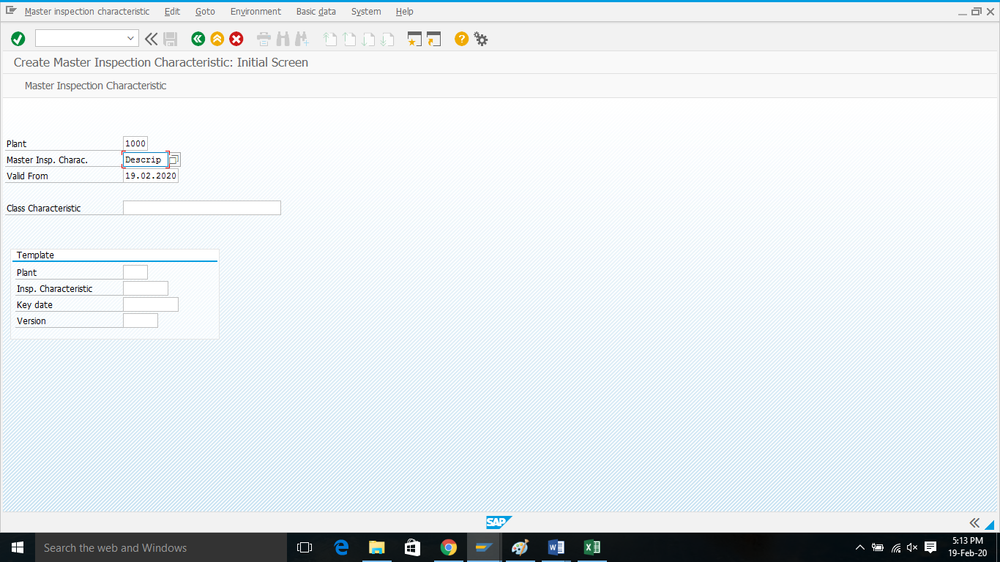 Master inspection characteristic Edit Goto Environment Basic data System Help
Create Master Inspection Characteristic: Initial Screen
Master Inspection Characteristic
Plant 1000
Master Insp. Charac. Descrip
Valid From 19.02.2020
Class Characteristic
Template
Plant
Insp. Characteristic
Key date
Version
SAP
Search the web and Windows
5:13 PM
19-Feb-20